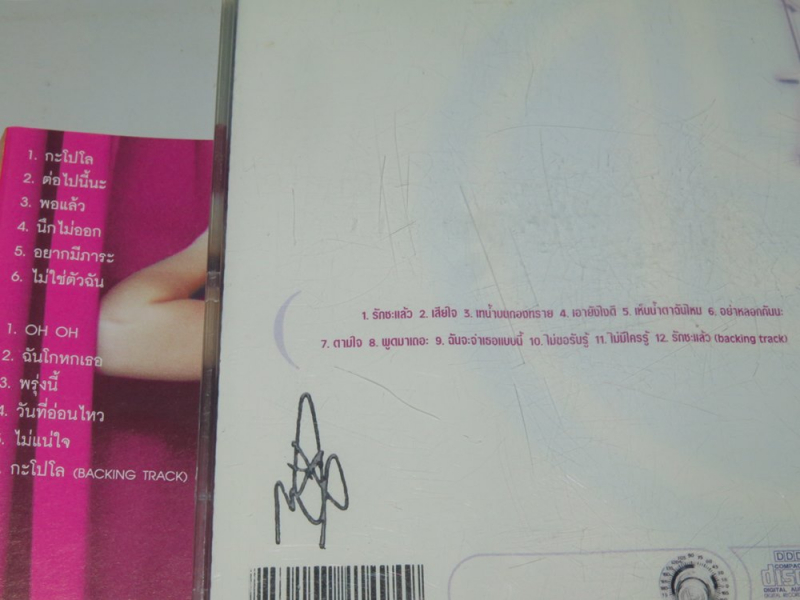 1. กะโปโล
2. ต่อไปนี้นะ
3. พอแล้ว
4. นึกไม่ออก
5. อยากมีภาระ
6. ไม่ใช่ตัวฉัน
1. OH OH
2. ฉันโกหกเธอ
3. พรุ่งนี้
4. วันที่อ่อนไหว
5. ไม่แน่ใจ
กะโปโล (BACKING TRACK)
1. รักซะแล้ว 2. เสียใจ 3. เทน้ำบนกองทราย 4. เอายังไงดี 5. เห็นน้ำตาฉันไหม 6. อย่าหลอกกันนะ
7. ตามใจ 8. พูดมาเถอะ 9. ฉันจะจำเธอแบบนี้ 10. ไม่ขอรับรู้ 11. ไม่มีใครรู้ 12. รักซะแล้ว (backing track)
DDD
COMPAC
disc
DIGITAL AUD